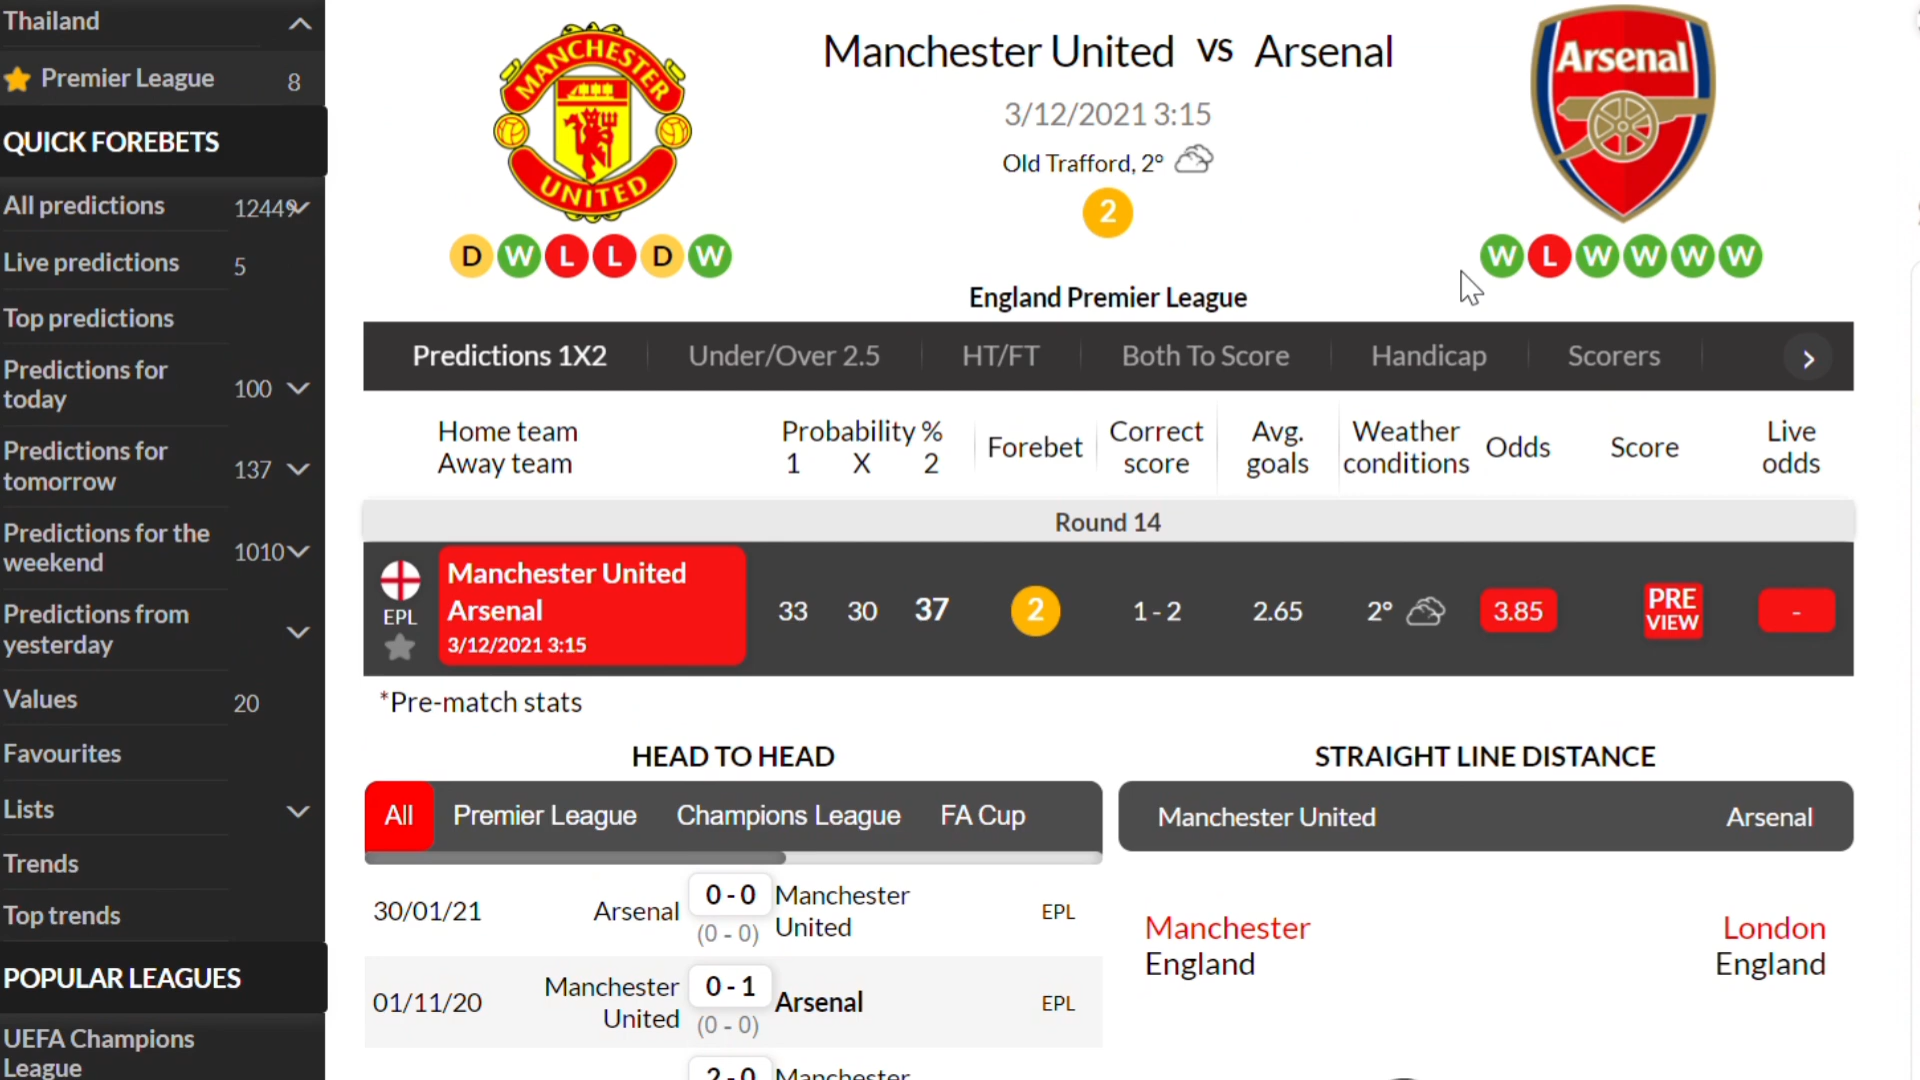 Thailand
Premier League 8
QUICK FOREBETS
All predictions 12449
Live predictions 5
Top predictions
Predictions for
today 100
Predictions for
tomorrow 137
Predictions for the
weekend 1010
Predictions from
yesterday
Values 20
Favourites
Lists
Trends
Top trends
POPULAR LEAGUES
UEFA Champions
League
MANCHESTER
UNITED
D W L L D W
Manchester United VS Arsenal
3/12/2021 3:15
Old Trafford, 2°
2
England Premier League
Arsenal
W L W W W W
Predictions 1X2 Under/Over 2.5 HT/FT Both To Score Handicap Scorers
Home team
Away team
Probability %
1 X 2
Forebet
Correct
score
Avg.
goals
Weather
conditions
Odds
Score
Live
odds
Round 14
EPL
Manchester United
Arsenal
3/12/2021 3:15
33 30 37 2 1 - 2 2.65 2° 3.85
PRE
VIEW
-
*Pre-match stats
HEAD TO HEAD
All Premier League Champions League FA Cup
30/01/21 Arsenal 0 - 0 Manchester
United
(0 - 0)
EPL
01/11/20 Manchester
United
0 - 1
(0 - 0)
Arsenal EPL
2 - 0 Manchester
STRAIGHT LINE DISTANCE
Manchester United Arsenal
Manchester London
England England